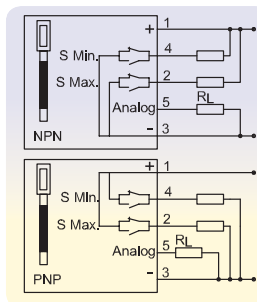 + 1
S Min. 4
S Max. 2
Analog 5 RL
NPN - 3
+ 1
S MIn. 4
S Max. 2
Analog 5 RL
PNP - 3